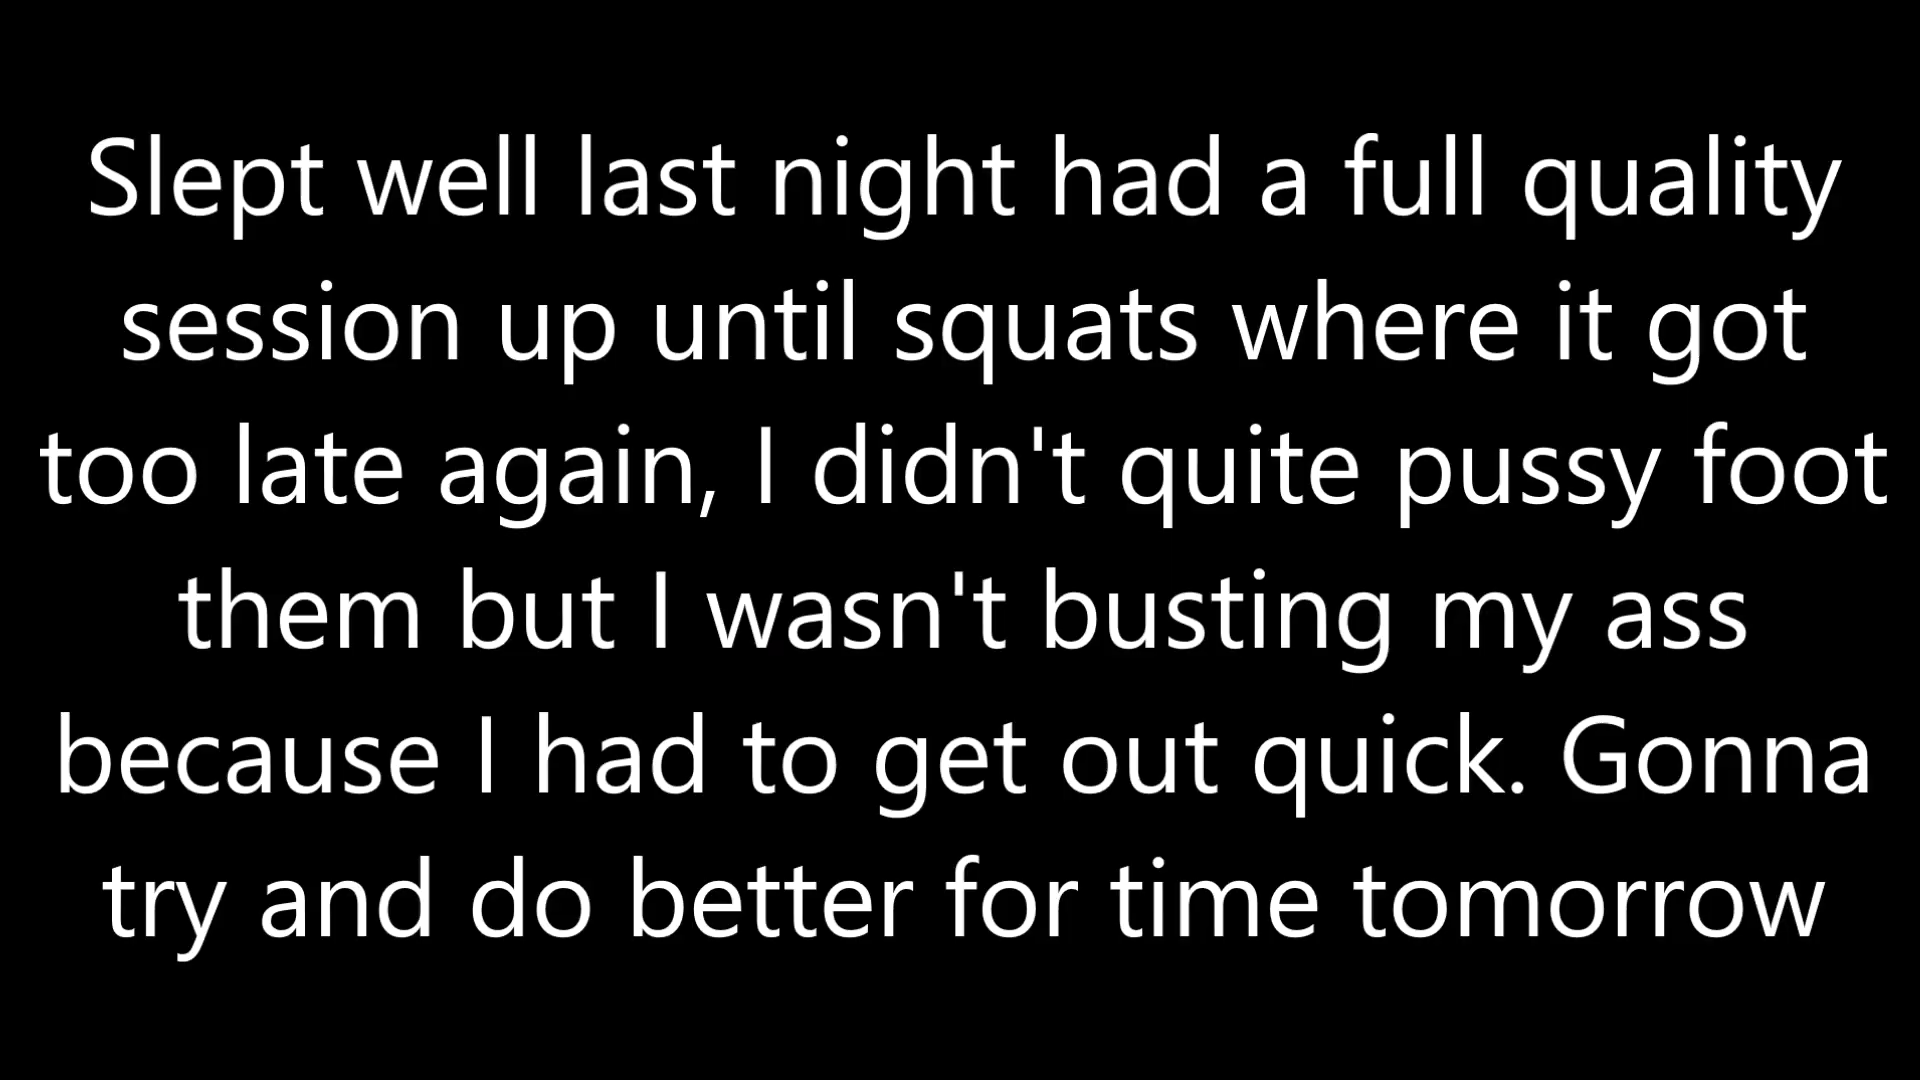 Slept well last night had a full quality
session up until squats where it got
too late again, I didn't quite pussy foot
them but I wasn't busting my ass
because I had to get out quick. Gonna
try and do better for time tomorrow